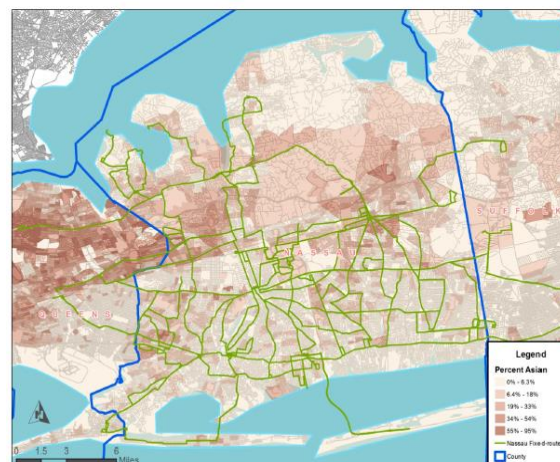 SUFFOLK
NASSAU
QUEENS
Legend
Percent Asian
0% - 6.3%
6.4% - 18%
19% - 33%
34% - 54%
55% - 95%
Nassau Fixed-route
County
0 1.5 3 6
Miles